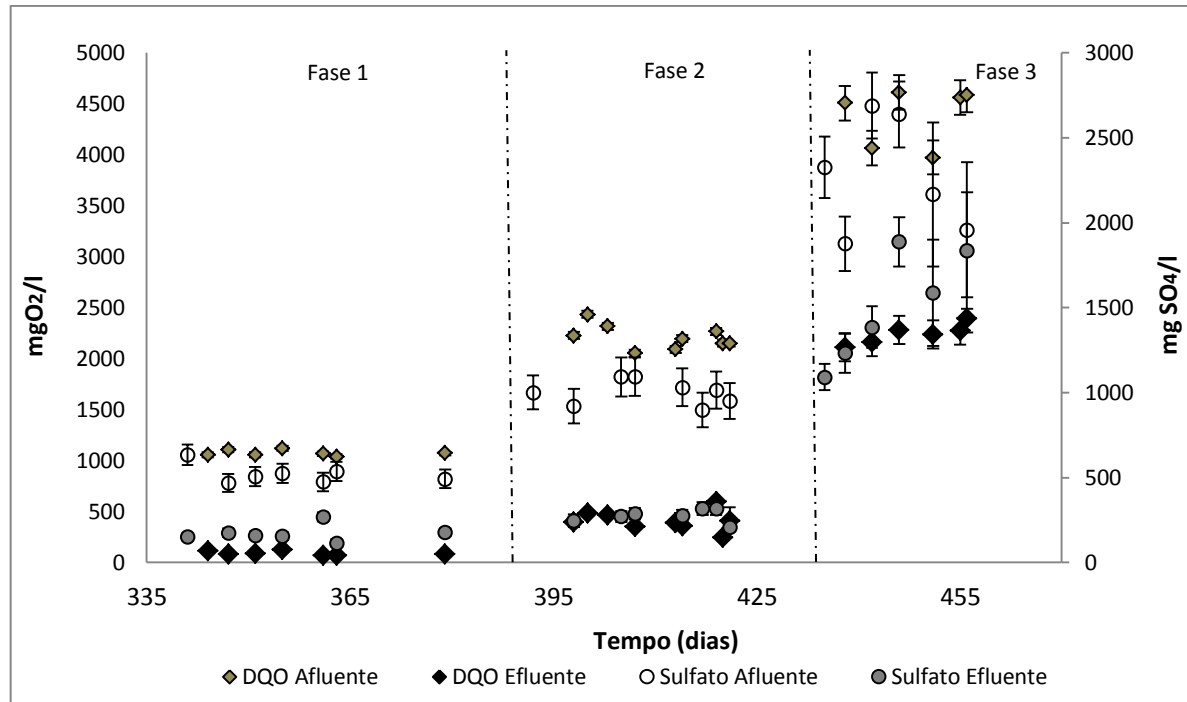 Fase 1
Fase 2
Fase 3
5000
4500
4000
3500
3000
2500
2000
1500
1000
500
0
mgO2/l
3000
2500
2000
1500
1000
500
0
mg SO4/l
335
365
395
425
455
Tempo (dias)
DQO Afluente
DQO Efluente
Sulfato Afluente
Sulfato Efluente